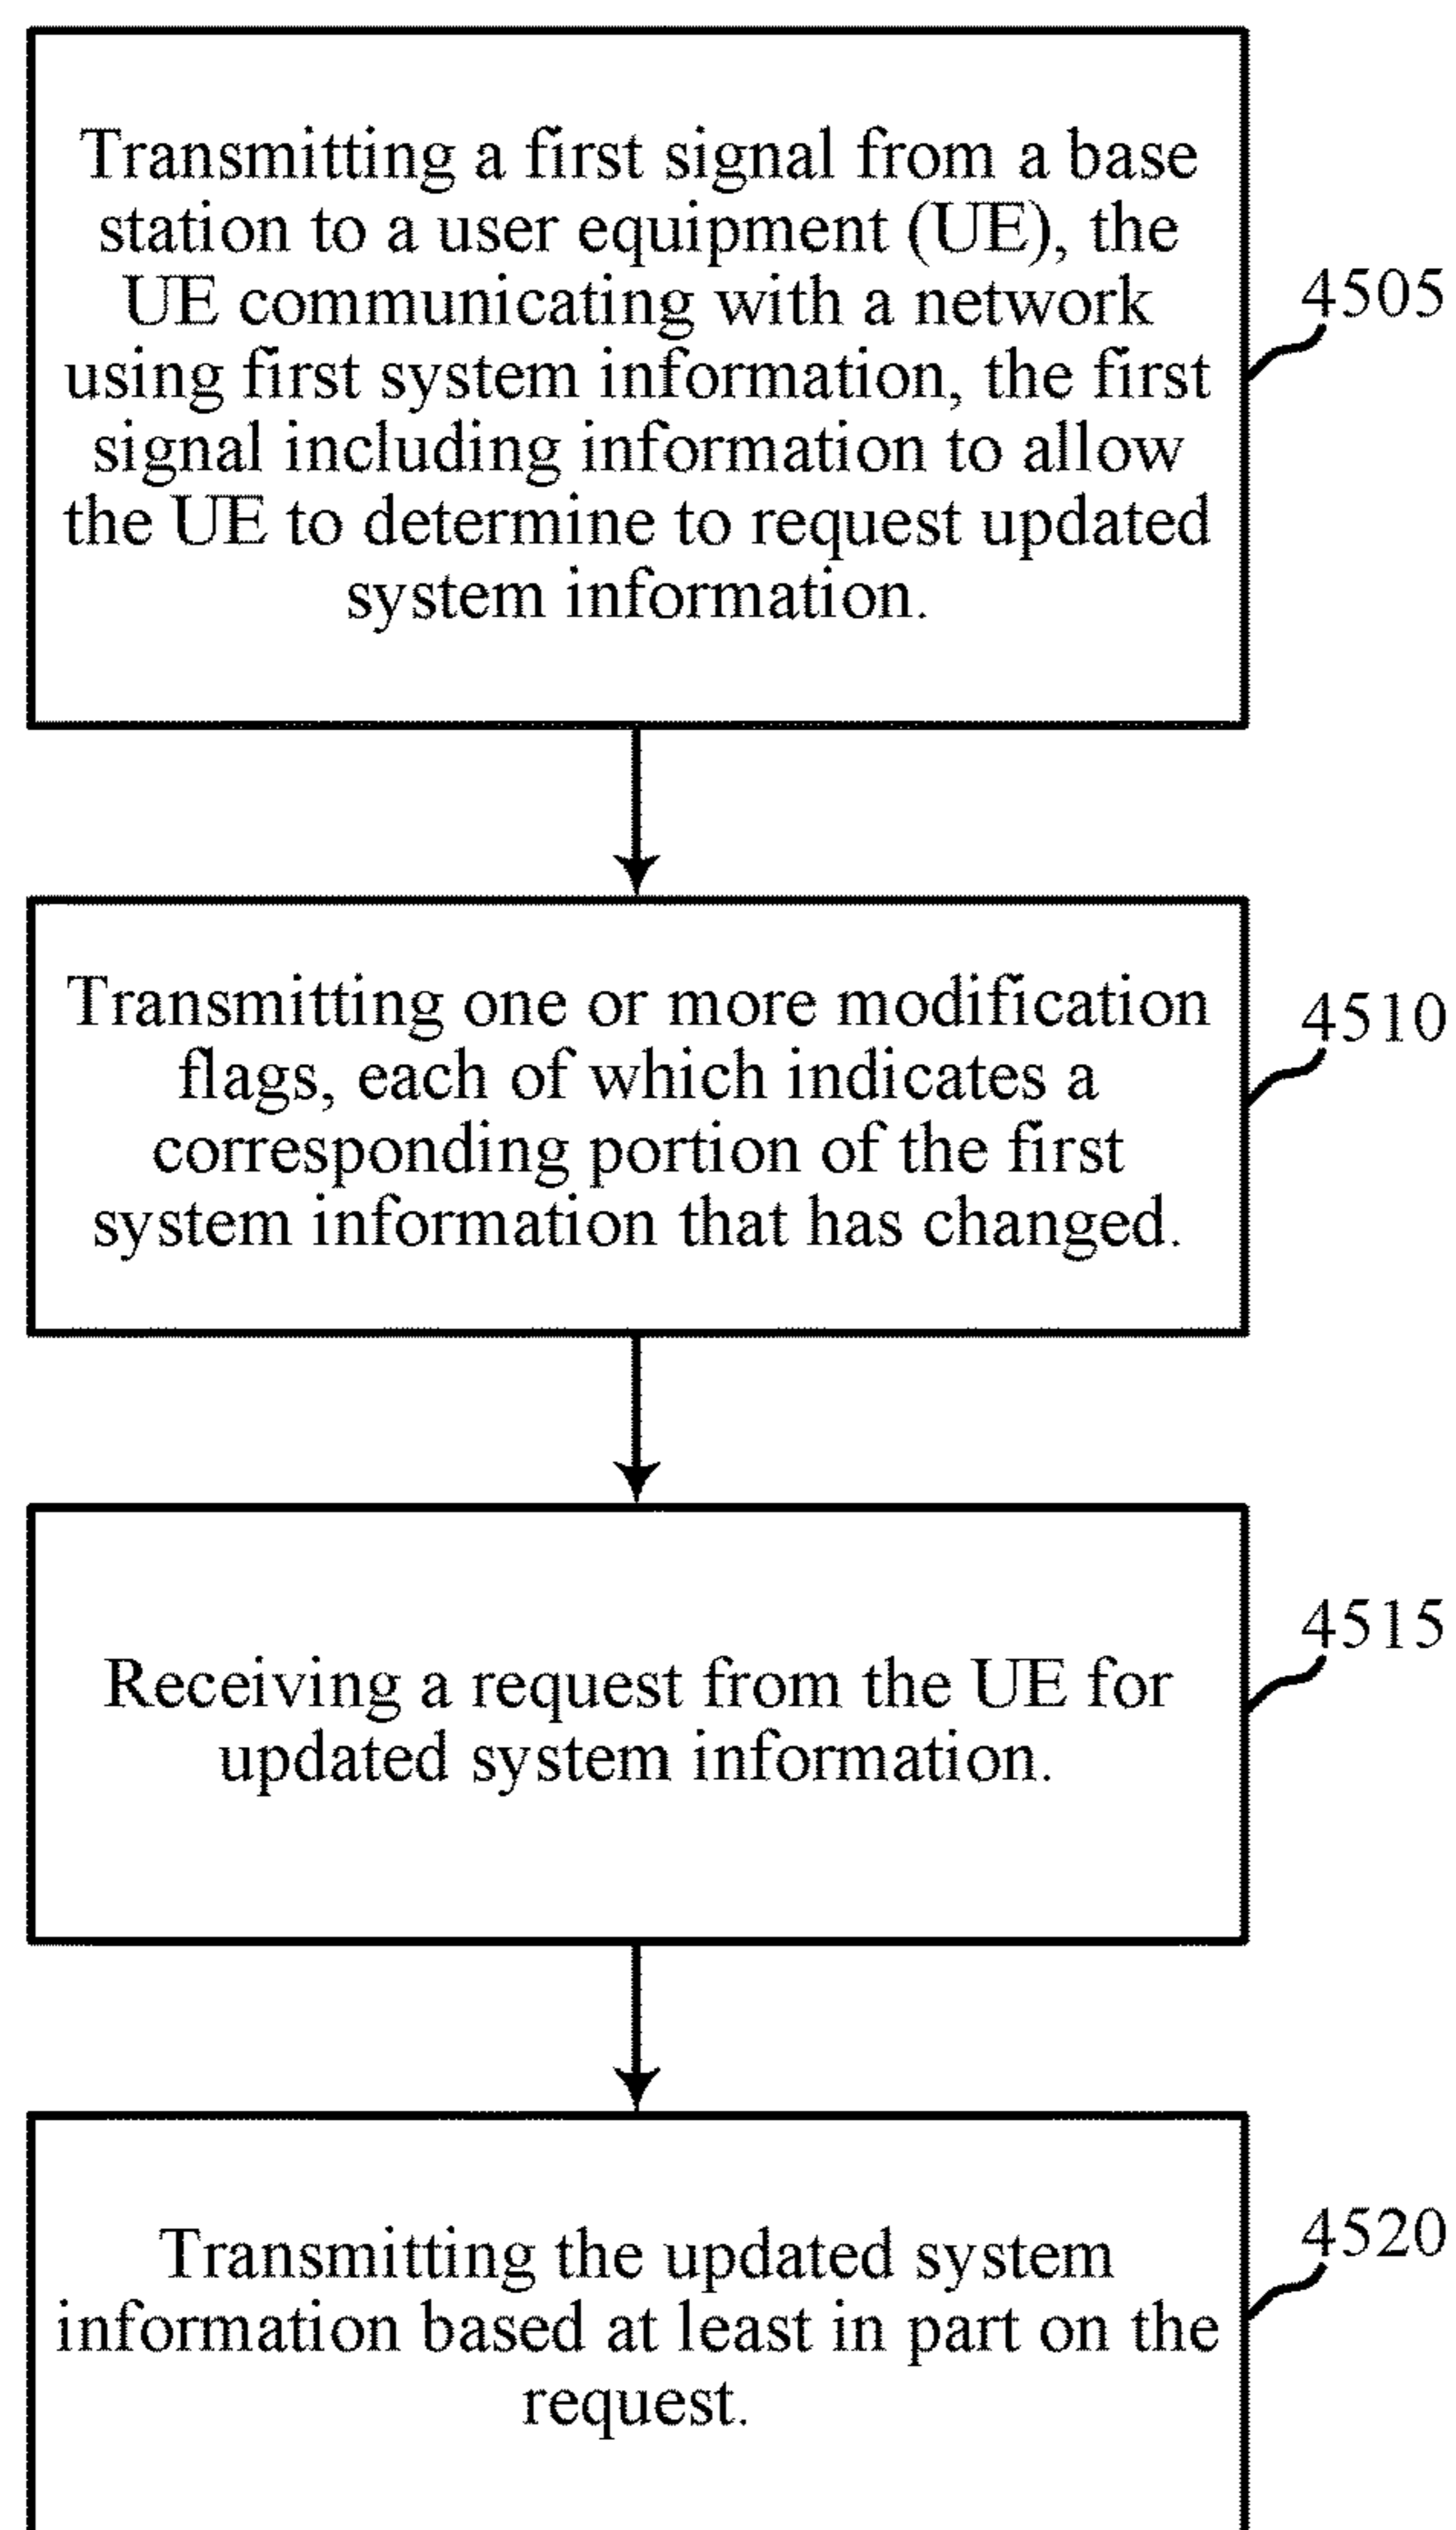 Transmitting a first signal from a base
station to a user equipment (UE), the
UE communicating with a network
using first system information, the first
signal including information to allow
the UE to determine to request updated
system information.
4505
Transmitting one or more modification
flags, each of which indicates a
corresponding portion of the first
system information that has changed.
4510
Receiving a request from the UE for
updated system information.
4515
Transmitting the updated system
information based at least in part on the
request.
4520